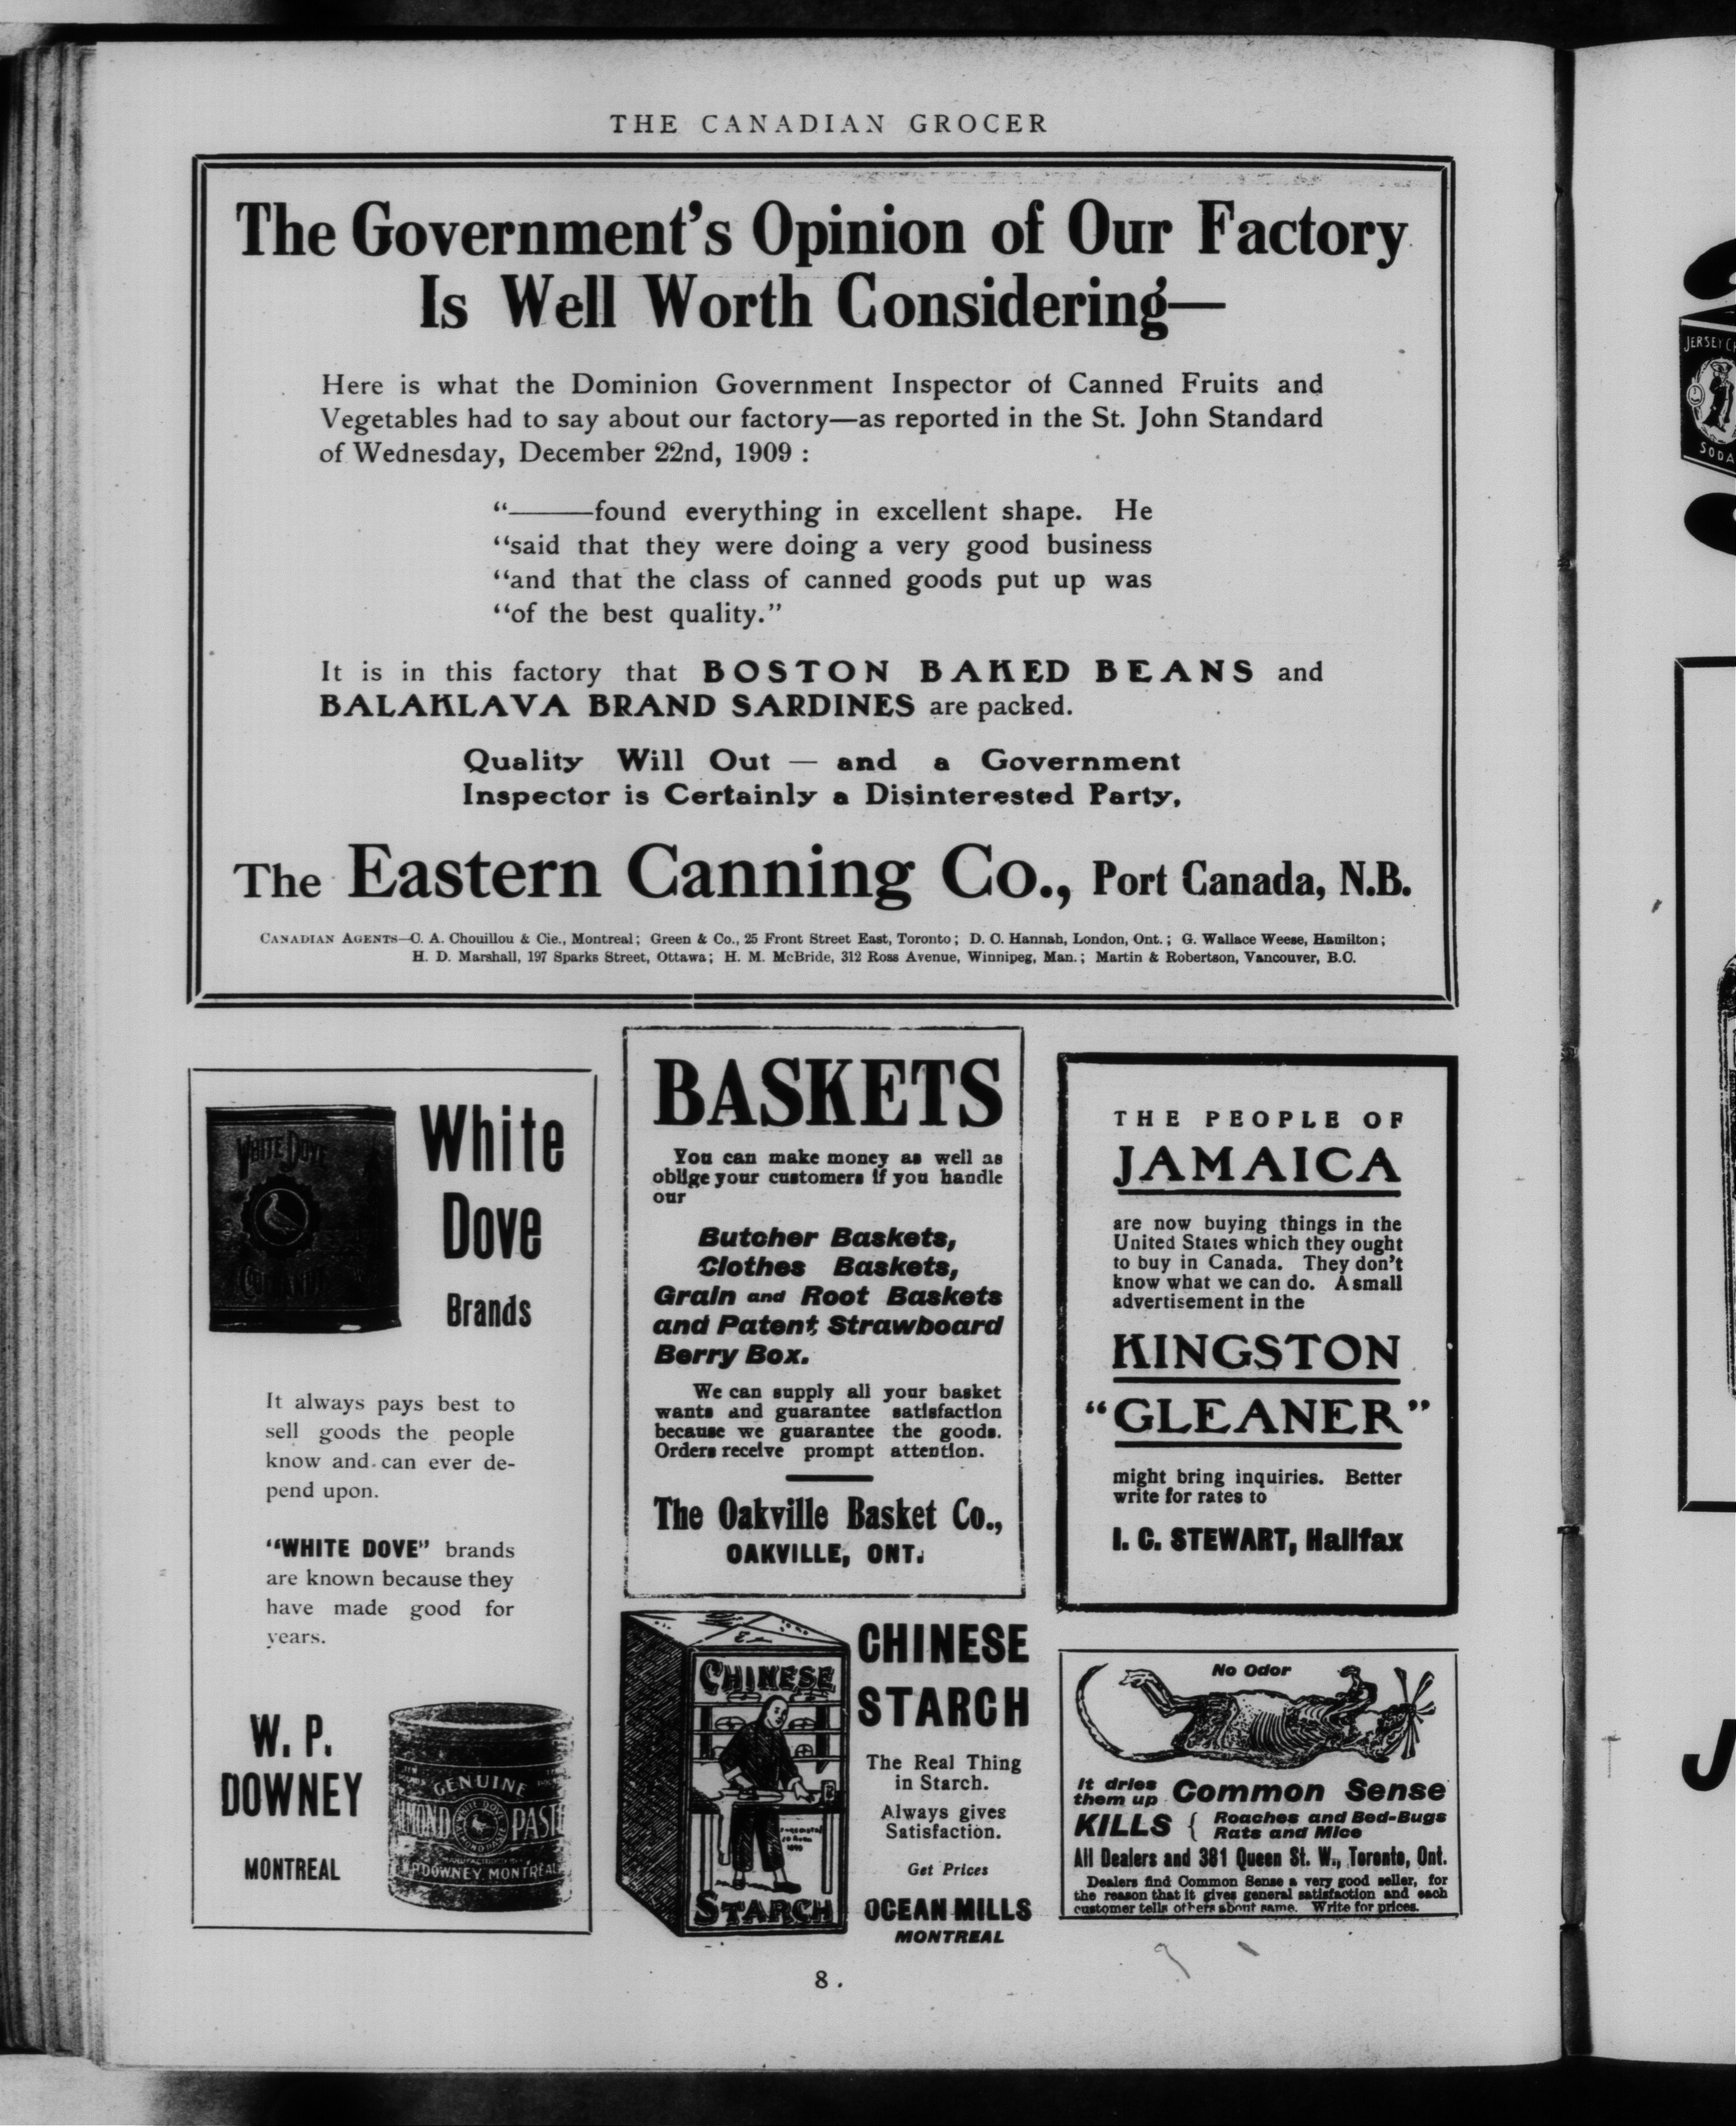 THE CANADIAN GROCER
The Government's Opinion of Our Factory
Is Well Worth Considering—
Here is what the Dominion Government Inspector of Canned Fruits and
Vegetables had to say about our factory—as reported in the St. John Standard
of Wednesday, December 22nd, 1909 :
"———found everything in excellent shape. He
"said that they were doing a very good business
"and that the class of canned goods put up was
"of the best quality."
It is in this factory that BOSTON BAKED BEANS and
BALAKLAVA BRAND SARDINES are packed.
Quality Will Out — and a Government
Inspector is Certainly a Disinterested Party,
The Eastern Canning Co., Port Canada, N.B.
CANADIAN AGENTS—C. A. Chouillou & Cie., Montreal; Green & Co., 25 Front Street East, Toronto; D. C. Hannah, London, Ont.; G. Wallace Weese, Hamilton;
H. D. Marshall, 197 Sparks Street, Ottawa; H. M. McBride, 312 Ross Avenue, Winnipeg, Man.; Martin & Robertson, Vancouver, B.C.
WHITE DOVE
COCOANUT
White
Dove
Brands
It always pays best to
sell goods the people
know and can ever de-
pend upon.
"WHITE DOVE" brands
are known because they
have made good for
years.
W. P.
DOWNEY
MONTREAL
GENUINE
ALMOND PASTE
W.P. DOWNEY. MONTREAL
BASKETS
You can make money as well as
oblige your customers if you handle
our
Butcher Baskets,
Clothes Baskets,
Grain and Root Baskets
and Patent Strawboard
Berry Box.
We can supply all your basket
wants and guarantee satisfaction
because we guarantee the goods.
Orders receive prompt attention.
The Oakville Basket Co.,
OAKVILLE, ONT.
CHINESE
STARCH
CHINESE
STARCH
The Real Thing
in Starch.
Always gives
Satisfaction.
Get Prices
OCEAN MILLS
MONTREAL
THE PEOPLE OF
JAMAICA
are now buying things in the
United States which they ought
to buy in Canada. They don't
know what we can do. A small
advertisement in the
KINGSTON
"GLEANER"
might bring inquiries. Better
write for rates to
I. C. STEWART, Halifax
No Odor
It dries
them up Common Sense
KILLS { Roaches and Bed-Bugs
Rats and Mice
All Dealers and 381 Queen St. W., Toronto, Ont.
Dealers find Common Sense a very good seller, for
the reason that it gives general satisfaction and each
customer tells others about same. Write for prices.
8
JERSEY
SODA
J